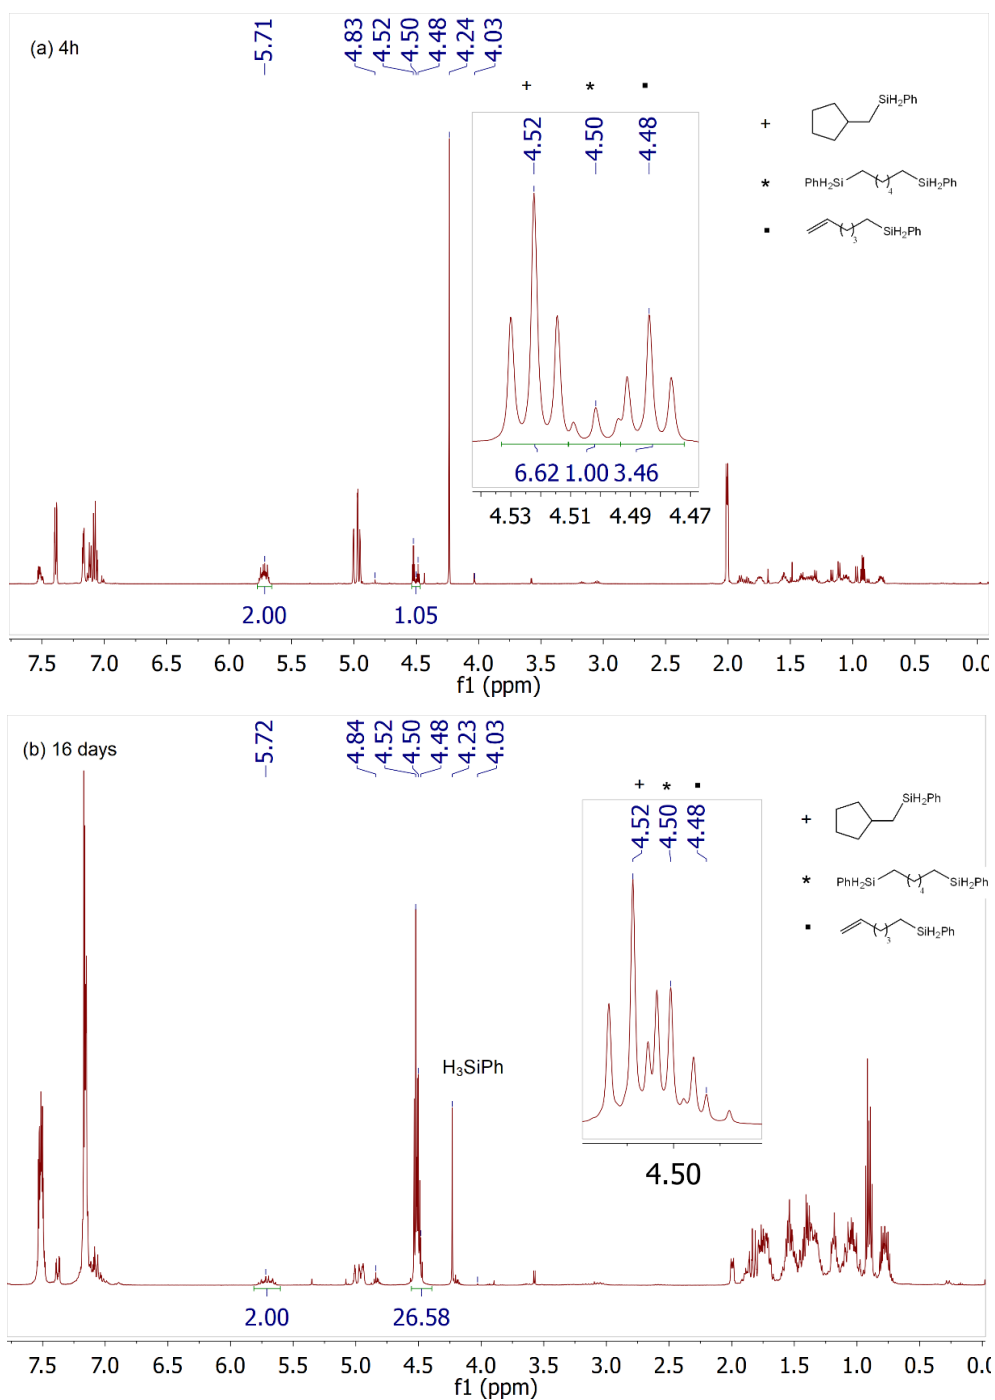 (a) 4h
5.71
4.83
4.52
4.50
4.48
4.24
4.03
+ * ▪
4.52
4.50
4.48
6.62 1.00 3.46
4.53 4.51 4.49 4.47
+ SiH₂Ph
* PhH₂Si 4 SiH₂Ph
▪ 3 SiH₂Ph
2.00 1.05
7.5 7.0 6.5 6.0 5.5 5.0 4.5 4.0 3.5 3.0 2.5 2.0 1.5 1.0 0.5 0.0
f1 (ppm)
(b) 16 days
5.72
4.84
4.52
4.50
4.48
4.23
4.03
+ * ▪
4.52
4.50
4.48
4.50
H₃SiPh
+ SiH₂Ph
* PhH₂Si 4 SiH₂Ph
▪ 3 SiH₂Ph
2.00 26.58
7.5 7.0 6.5 6.0 5.5 5.0 4.5 4.0 3.5 3.0 2.5 2.0 1.5 1.0 0.5 0.0
f1 (ppm)